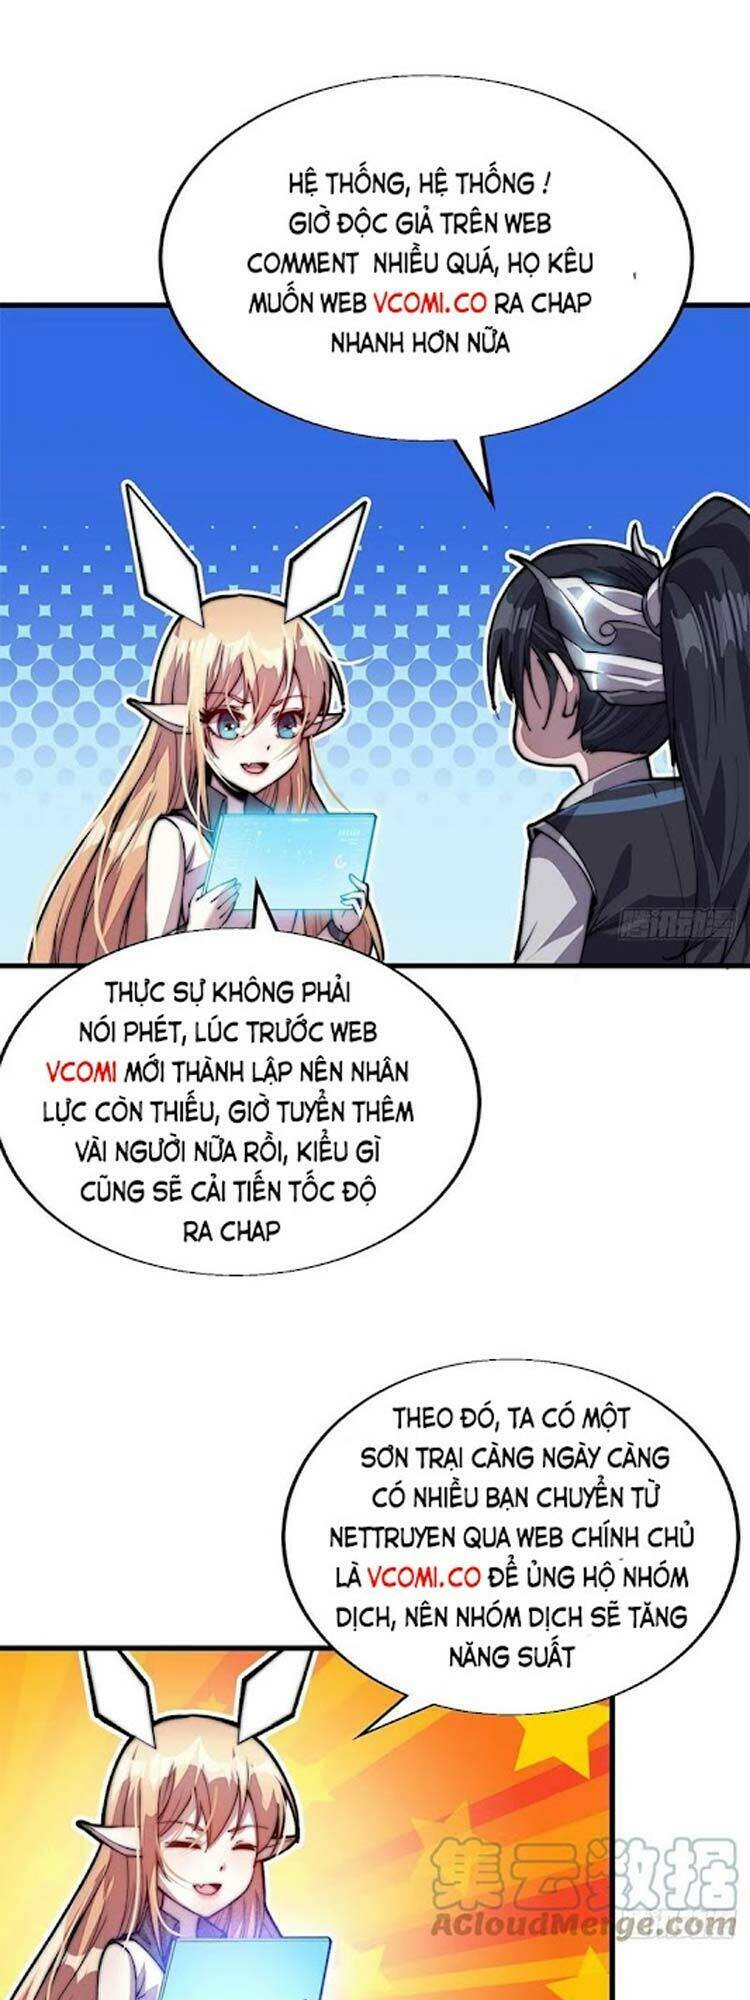 HỆ THỐNG, HỆ THỐNG !
GIỜ ĐỘC GIẢ TRÊN WEB
COMMENT NHIỀU QUÁ, HỌ KÊU
MUỐN WEB VCOMI.CO RA CHAP
NHANH HƠN NỮA
腾讯动漫
THỰC SỰ KHÔNG PHẢI
NÓI PHÉT, LÚC TRƯỚC WEB
VCOMI MỚI THÀNH LẬP NÊN NHÂN
LỰC CÒN THIẾU, GIỜ TUYỂN THÊM
VÀI NGƯỜI NỮA RỒI, KIỂU GÌ
CŨNG SẼ CẢI TIẾN TỐC ĐỘ
RA CHAP
THEO ĐÓ, TA CÓ MỘT
SƠN TRẠI CÀNG NGÀY CÀNG
CÓ NHIỀU BẠN CHUYỂN TỪ
NETTRUYEN QUA WEB CHÍNH CHỦ
LÀ VCOMI.CO ĐỂ ỦNG HỘ NHÓM
DỊCH, NÊN NHÓM DỊCH SẼ TĂNG
NĂNG SUẤT
集云数据
ACloudMerge.com